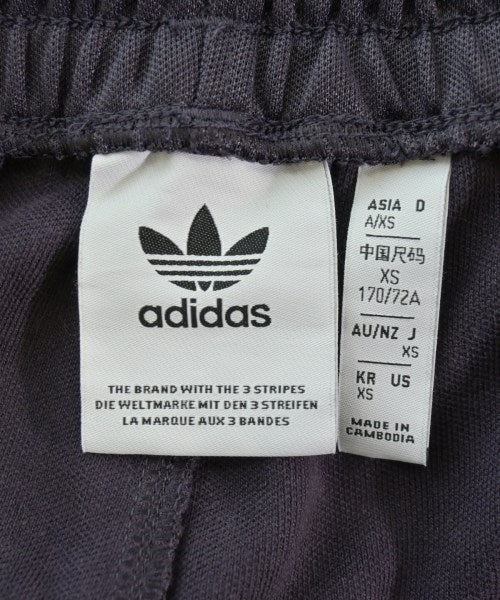 adidas
THE BRAND WITH THE 3 STRIPES
DIE WELTMARKE MIT DEN 3 STREIFEN
LA MARQUE AUX 3 BANDES
ASIA D
A/XS
中国尺码
XS
170/72A
AU/NZ J
XS
KR US
XS
MADE IN
CAMBODIA